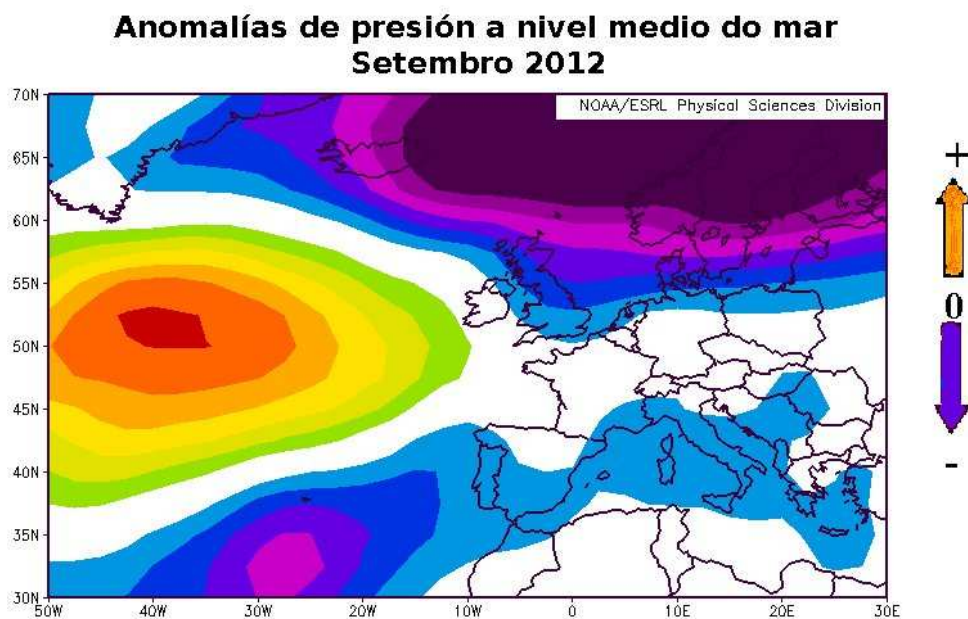 Anomalías de presión a nivel medio do mar
Setembro 2012
NOAA/ESRL Physical Sciences Division
70N
65N
60N
55N
50N
45N
40N
35N
30N
50W 40W 30W 20W 10W 0 10E 20E 30E
+
0
-